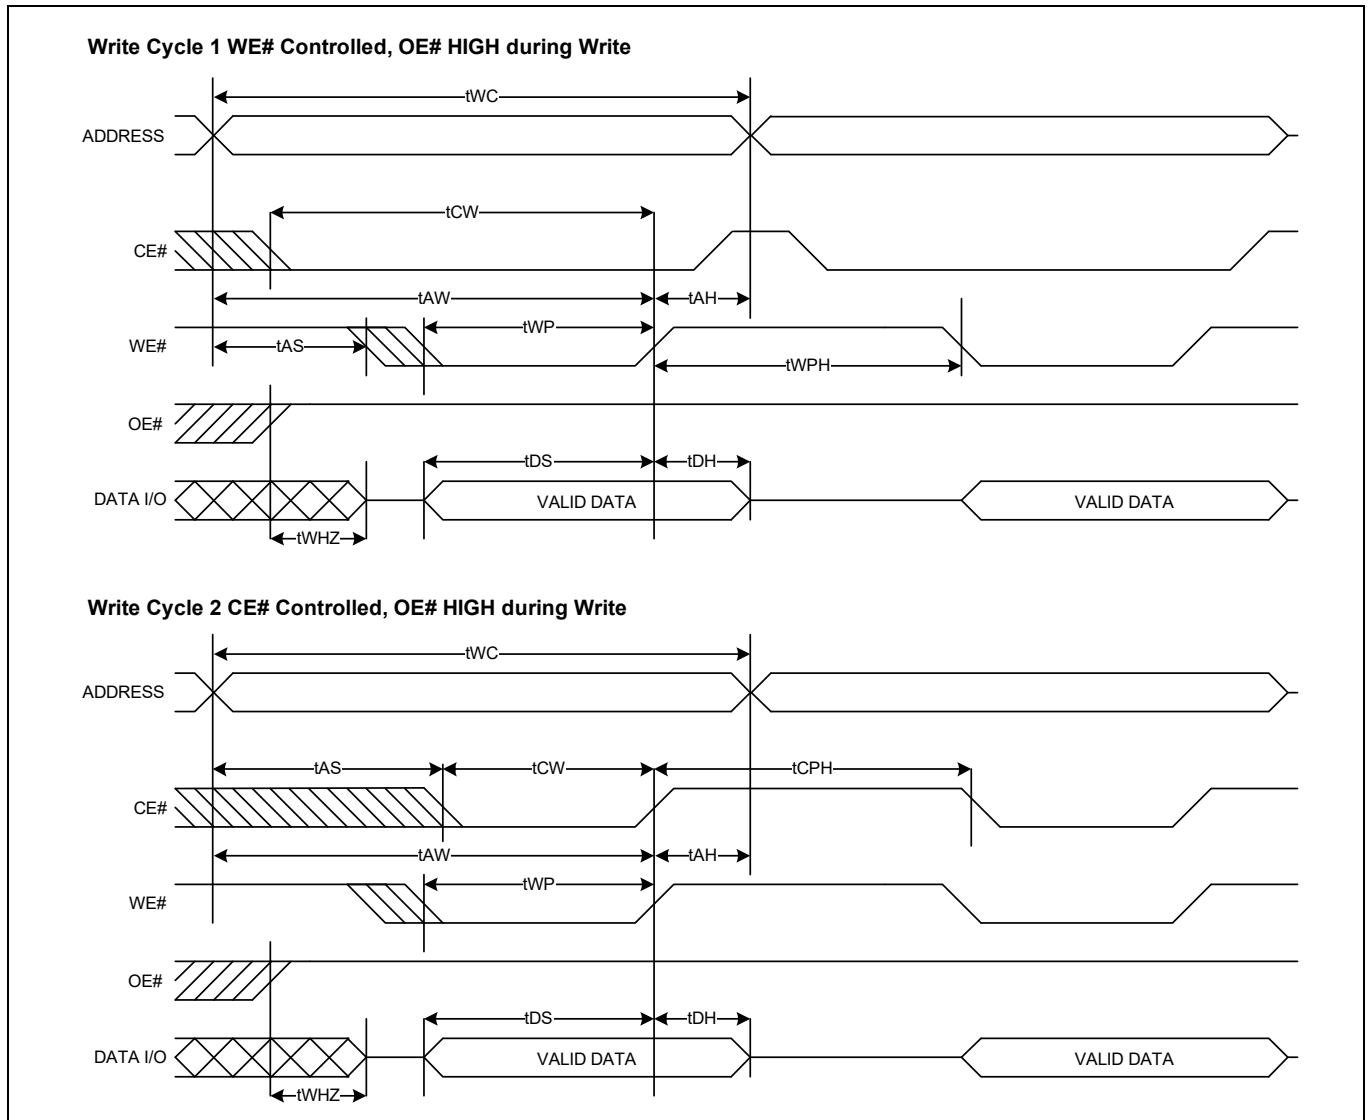 Write Cycle 1 WE# Controlled, OE# HIGH during Write
tWC
ADDRESS
tCW
CE#
tAW
tAH
tWP
WE#
tAS
tWPH
OE#
tDS
tDH
DATA I/O
VALID DATA
VALID DATA
tWHZ
Write Cycle 2 CE# Controlled, OE# HIGH during Write
tWC
ADDRESS
tAS
tCW
tCPH
CE#
tAW
tAH
tWP
WE#
OE#
tDS
tDH
DATA I/O
VALID DATA
VALID DATA
tWHZ